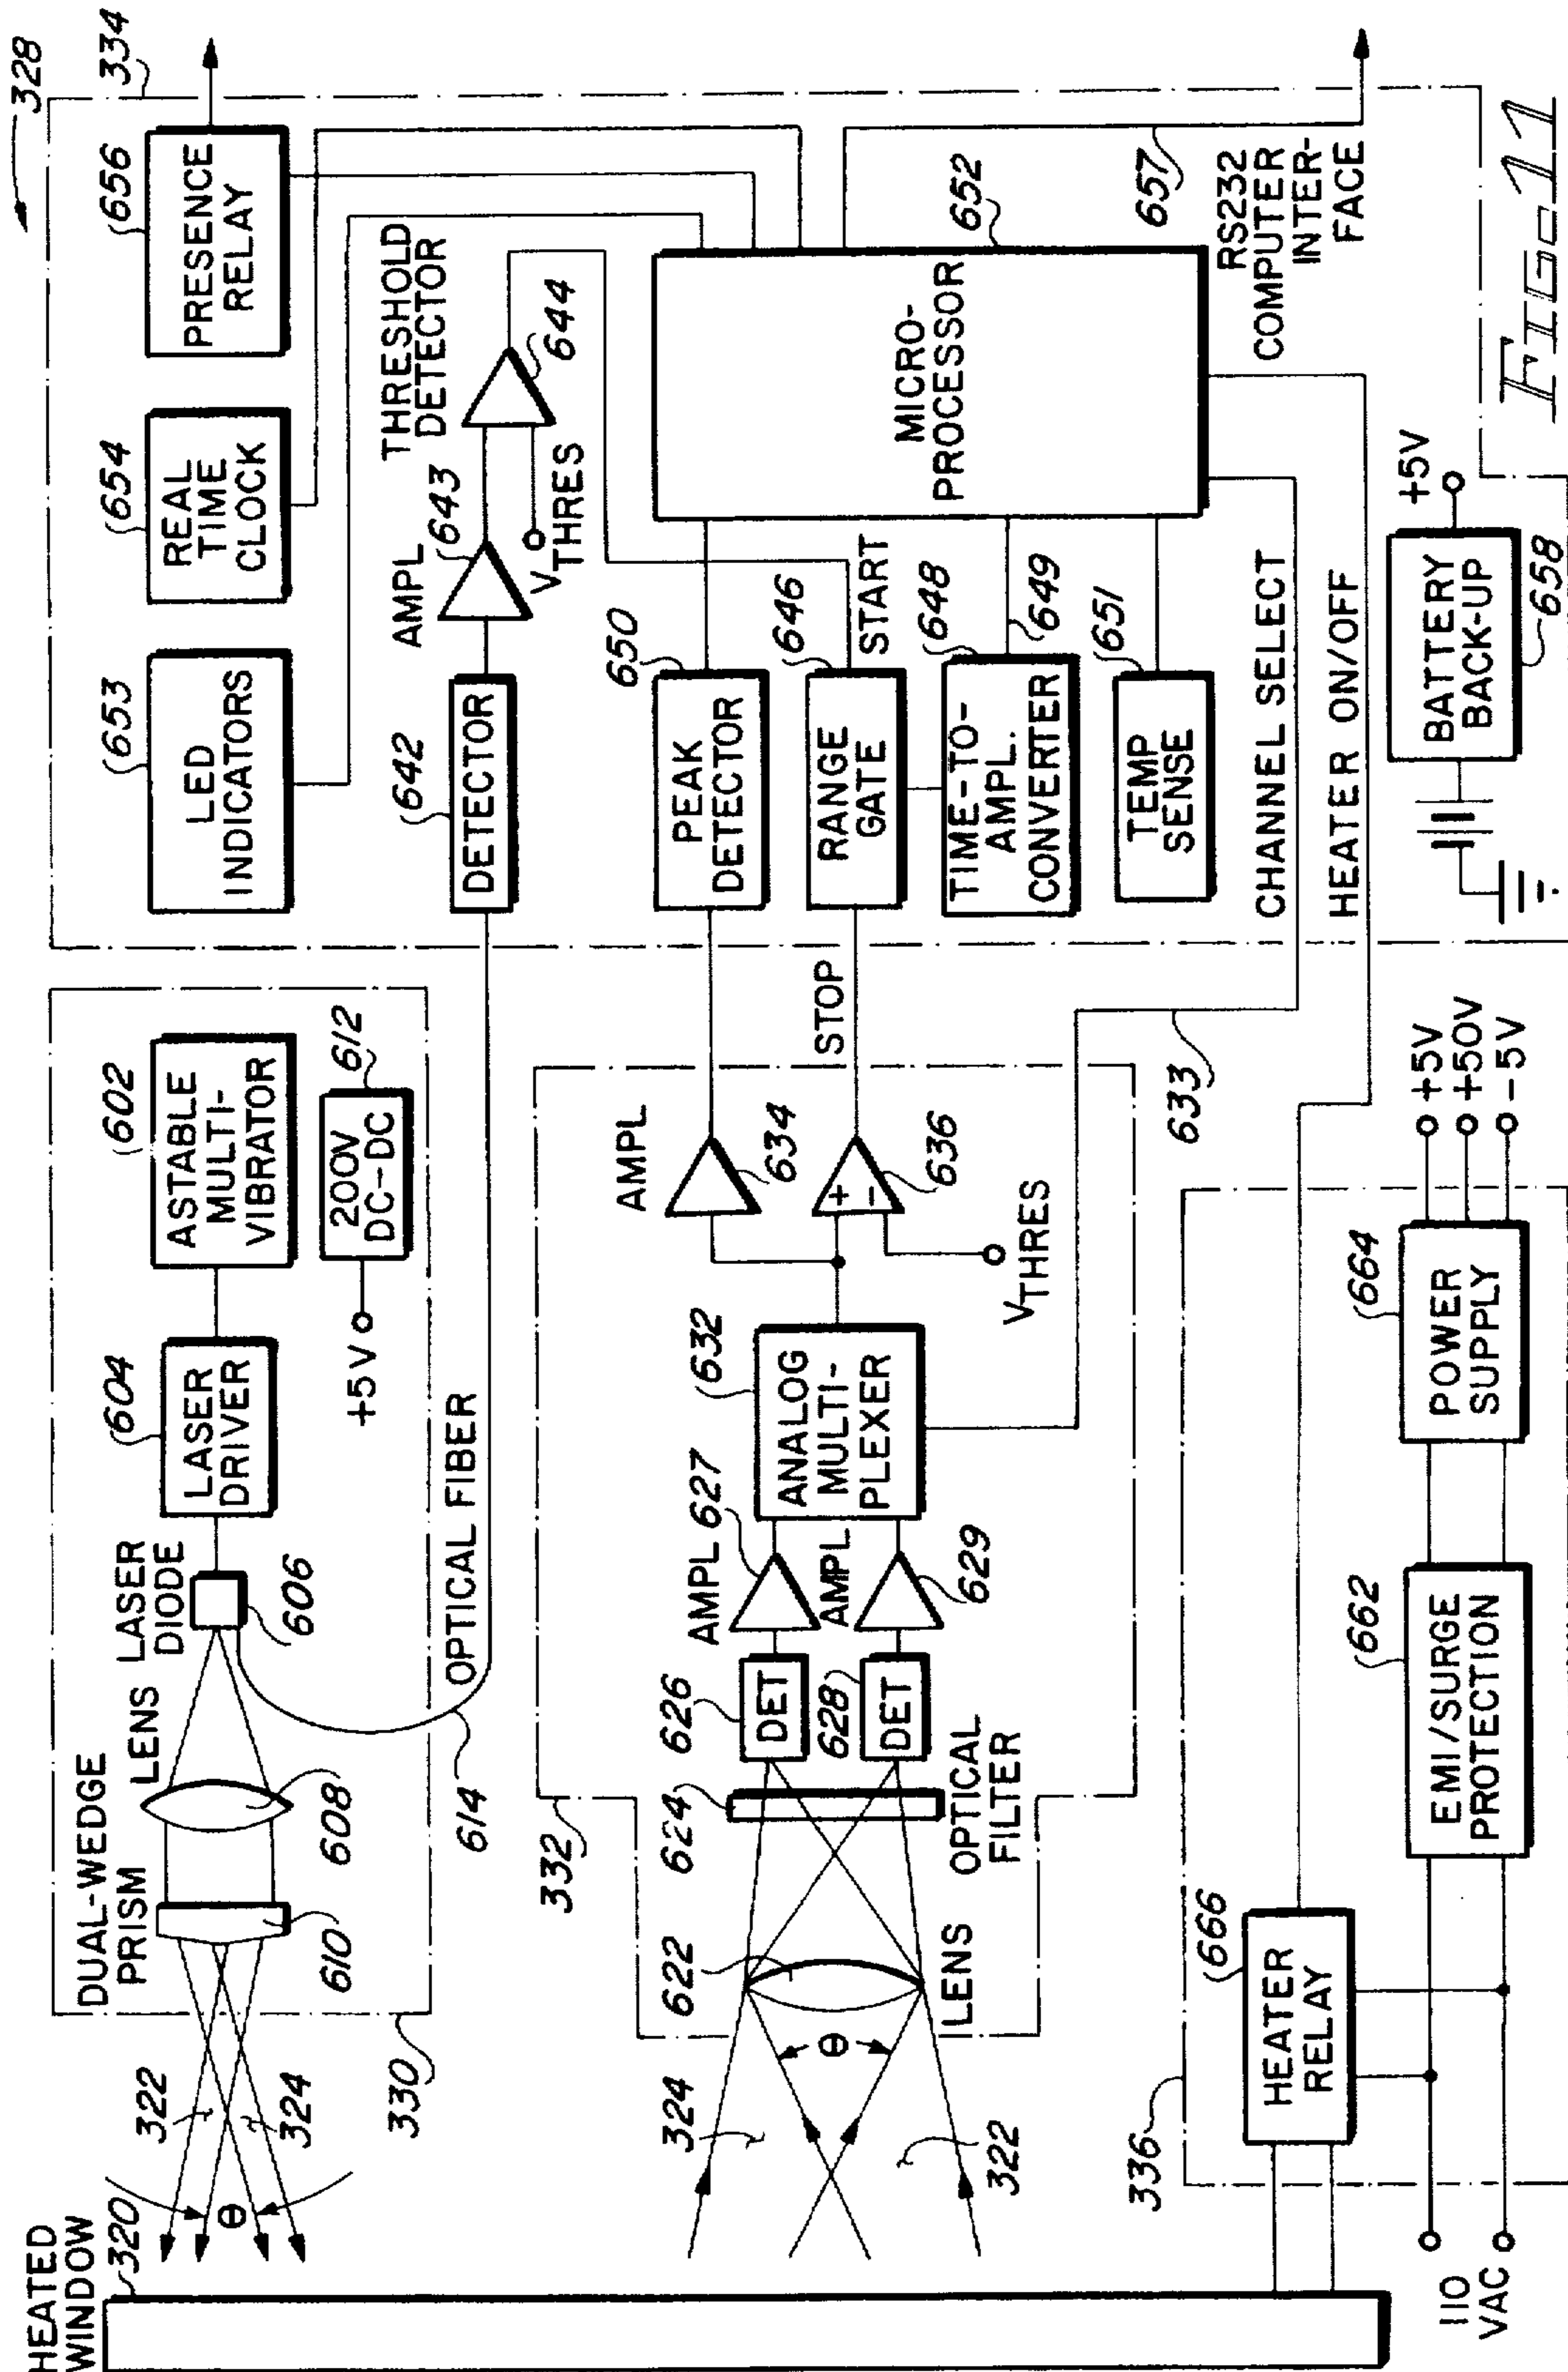 328
HEATED
WINDOW
320
322
324
θ
330
DUAL-WEDGE
PRISM
610
LENS
608
LASER
DIODE
606
604
LASER
DRIVER
602
ASTABLE
MULTI-
VIBRATOR
200V
DC-DC
612
+5V
614
OPTICAL FIBER
334
653
LED
INDICATORS
654
REAL
TIME
CLOCK
656
PRESENCE
RELAY
642
DETECTOR
AMPL
643
THRESHOLD
DETECTOR
644
VTHRES
324
322
θ
332
622
LENS
624
OPTICAL
FILTER
626
DET
628
DET
AMPL 627
AMPL
629
632
ANALOG
MULTI-
PLEXER
AMPL
634
+
-
636
VTHRES
STOP
633
650
PEAK
DETECTOR
646
RANGE
GATE
START
648
TIME-TO-
AMPL.
CONVERTER
649
651
TEMP
SENSE
MICRO-
PROCESSOR
652
RS232
COMPUTER
INTER-
FACE
657
CHANNEL SELECT
HEATER ON/OFF
336
666
HEATER
RELAY
110
VAC
662
EMI/SURGE
PROTECTION
664
POWER
SUPPLY
+5V
+50V
-5V
BATTERY
BACK-UP
658
+5V
FIG. 11